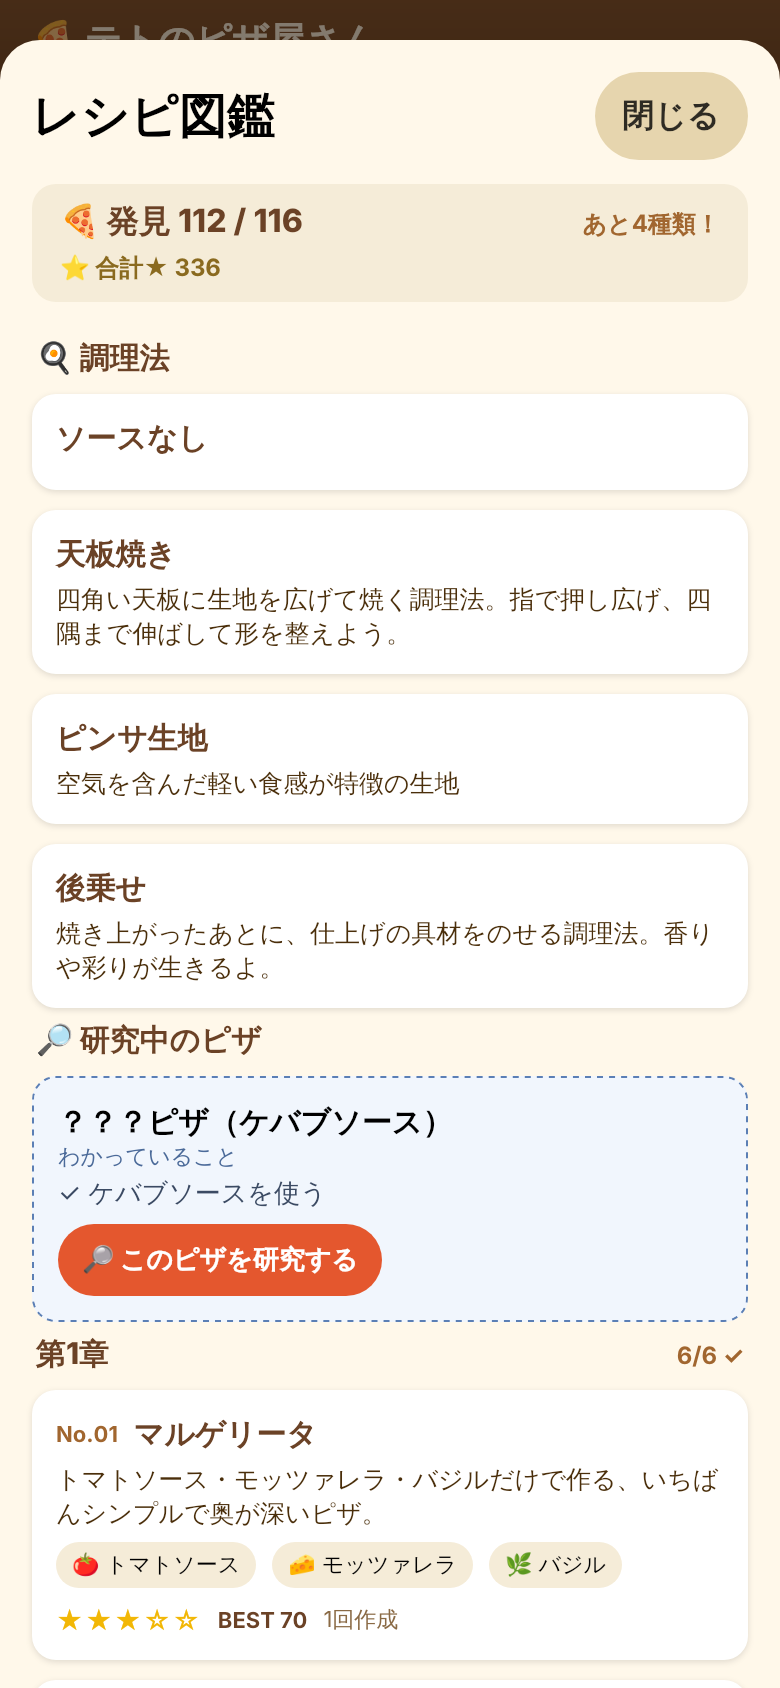 テトのピザ屋さん
レシピ図鑑
閉じる
発見 112 / 116
あと4種類！
合計★ 336
調理法
ソースなし
天板焼き
四角い天板に生地を広げて焼く調理法。指で押し広げ、四
隅まで伸ばして形を整えよう。
ピンサ生地
空気を含んだ軽い食感が特徴の生地
後乗せ
焼き上がったあとに、仕上げの具材をのせる調理法。香り
や彩りが生きるよ。
研究中のピザ
？？？ピザ（ケバブソース）
わかっていること
✓ ケバブソースを使う
このピザを研究する
第1章
6/6 ✓
No.01 マルゲリータ
トマトソース・モッツァレラ・バジルだけで作る、いちば
んシンプルで奥が深いピザ。
トマトソース
モッツァレラ
バジル
★★★☆☆ BEST 70 1回作成